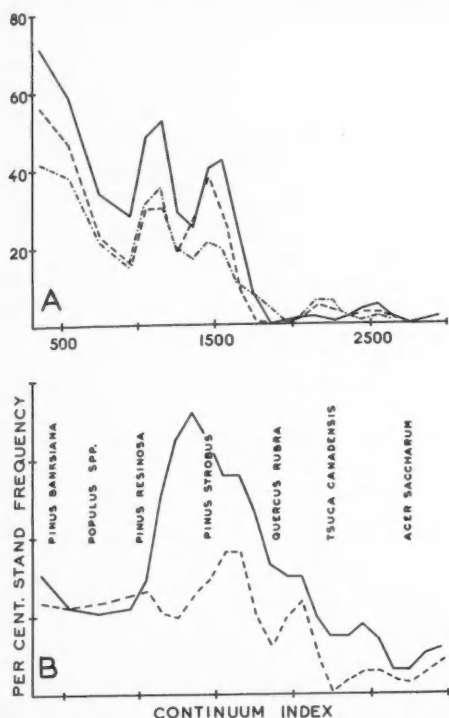 80
60
40
20
A
500
1500
2500
PINUS BANKSIANA
POPULUS SPP.
PINUS RESINOSA
PINUS STROBUS
QUERCUS RUBRA
TSUGA CANADENSIS
ACER SACCHARUM
PER CENT. STAND FREQUENCY
B
CONTINUUM INDEX